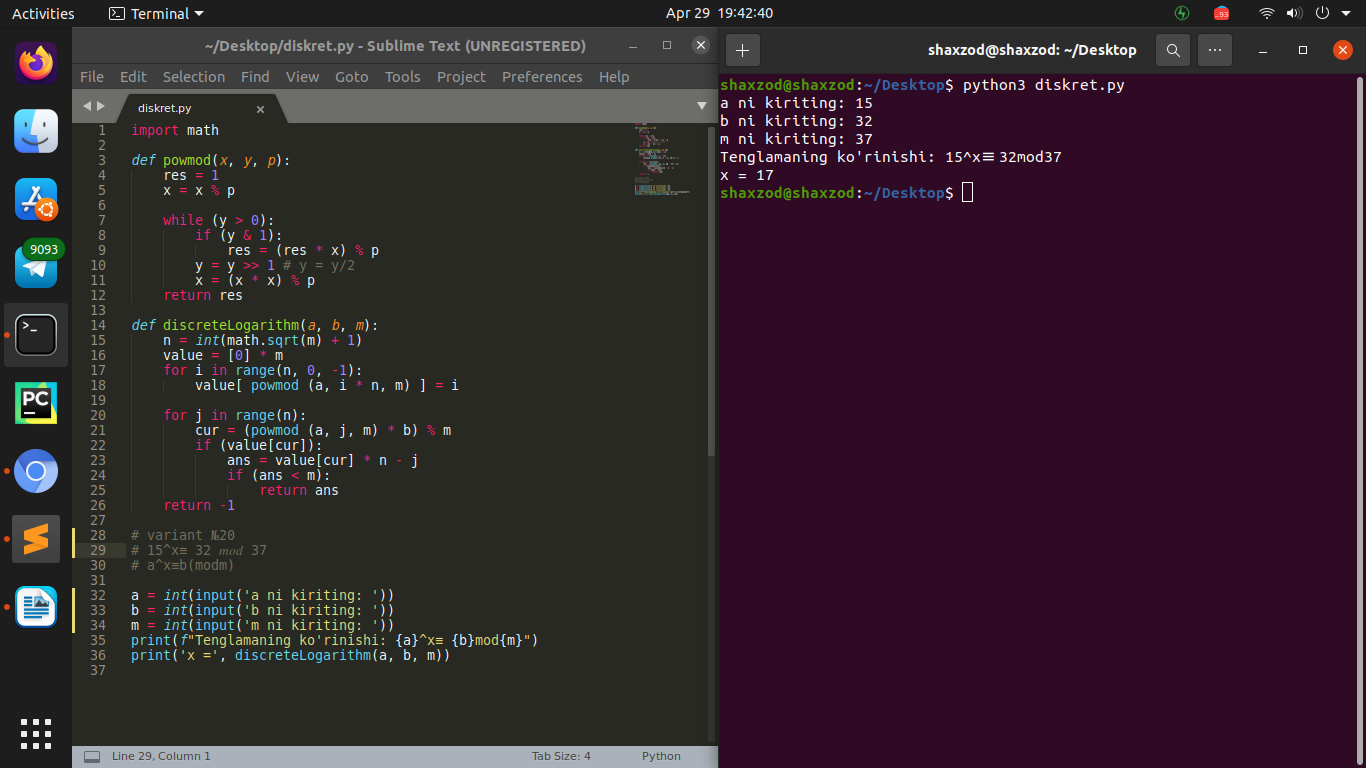 Activities
Terminal
Apr 29 19:42:40
93
~/Desktop/diskret.py - Sublime Text (UNREGISTERED)
File Edit Selection Find View Goto Tools Project Preferences Help
diskret.py
1 import math
2
3 def powmod(x, y, p):
4     res = 1
5     x = x % p
6
7     while (y > 0):
8         if (y & 1):
9             res = (res * x) % p
10         y = y >> 1 # y = y/2
11         x = (x * x) % p
12     return res
13
14 def discreteLogarithm(a, b, m):
15     n = int(math.sqrt(m) + 1)
16     value = [0] * m
17     for i in range(n, 0, -1):
18         value[ powmod (a, i * n, m) ] = i
19
20     for j in range(n):
21         cur = (powmod (a, j, m) * b) % m
22         if (value[cur]):
23             ans = value[cur] * n - j
24             if (ans < m):
25                 return ans
26     return -1
27
28 # variant №20
29 # 15^x≡ 32 𝑚𝑜𝑑 37
30 # a^x≡b(modm)
31
32 a = int(input('a ni kiriting: '))
33 b = int(input('b ni kiriting: '))
34 m = int(input('m ni kiriting: '))
35 print(f"Tenglamaning ko'rinishi: {a}^x≡ {b}mod{m}")
36 print('x =', discreteLogarithm(a, b, m))
37
Line 29, Column 1
Tab Size: 4
Python
shaxzod@shaxzod: ~/Desktop
shaxzod@shaxzod:~/Desktop$ python3 diskret.py
a ni kiriting: 15
b ni kiriting: 32
m ni kiriting: 37
Tenglamaning ko'rinishi: 15^x≡ 32mod37
x = 17
shaxzod@shaxzod:~/Desktop$
9093
>_
PC